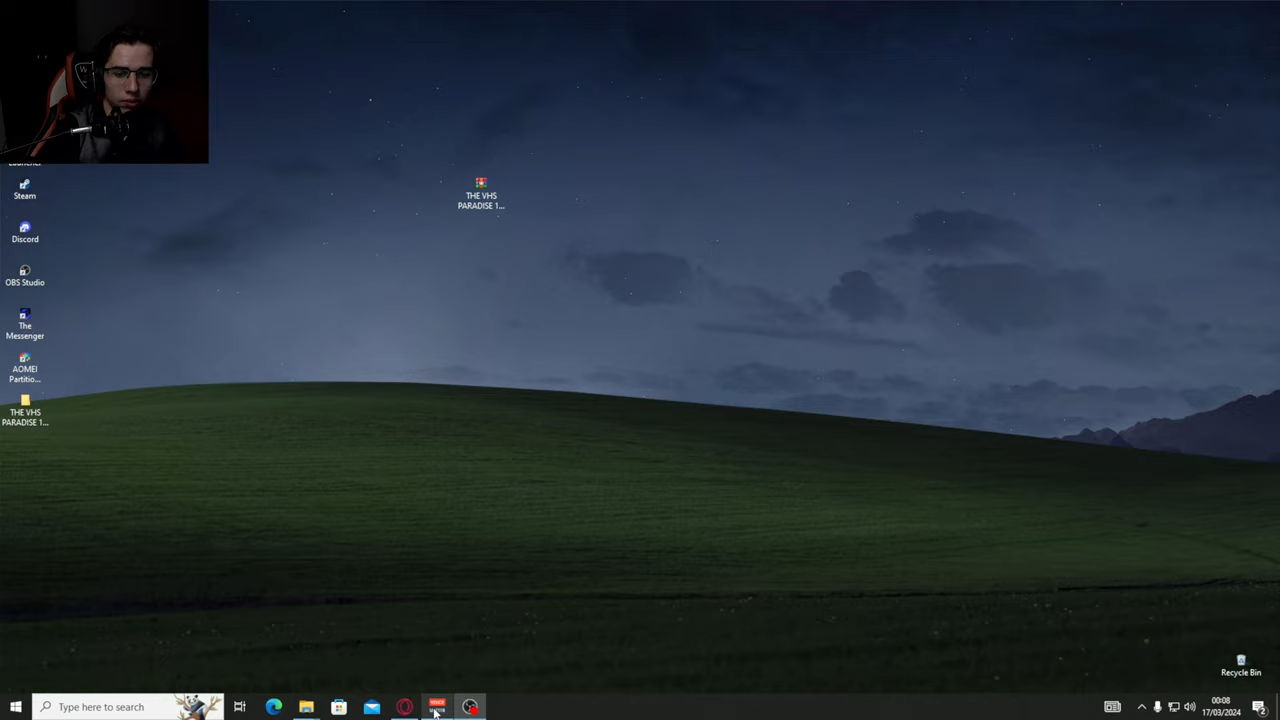 Steam
Discord
OBS Studio
The
Messenger
AOMEI
Partitio...
THE VHS
PARADISE 1...
THE VHS
PARADISE 1...
Recycle Bin
Type here to search
00:08
17/03/2024
2